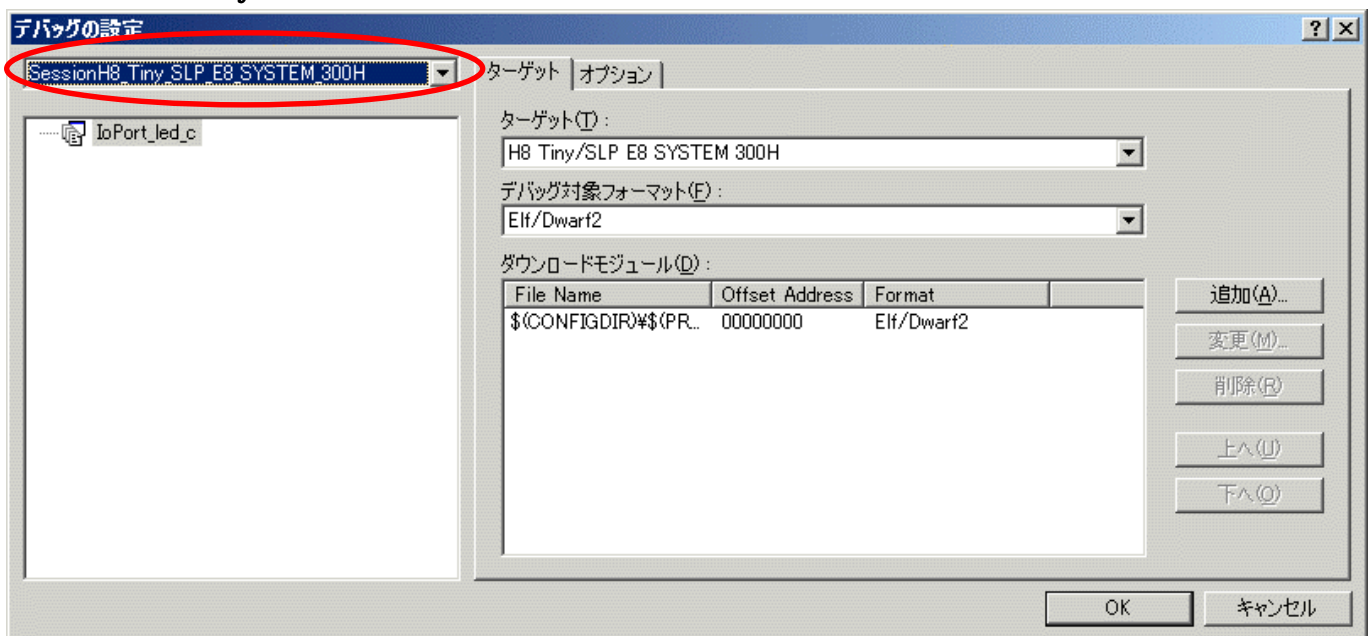 デバッグの設定
SessionH8_Tiny_SLP_E8_SYSTEM_300H
IoPort_led_c
ターゲット
オプション
ターゲット(T):
H8 Tiny/SLP E8 SYSTEM 300H
デバッグ対象フォーマット(F):
Elf/Dwarf2
ダウンロードモジュール(D):
File Name Offset Address Format
$(CONFIGDIR)¥$(PR... 00000000 Elf/Dwarf2
追加(A)...
変更(M)...
削除(R)
上へ(U)
下へ(O)
OK
キャンセル